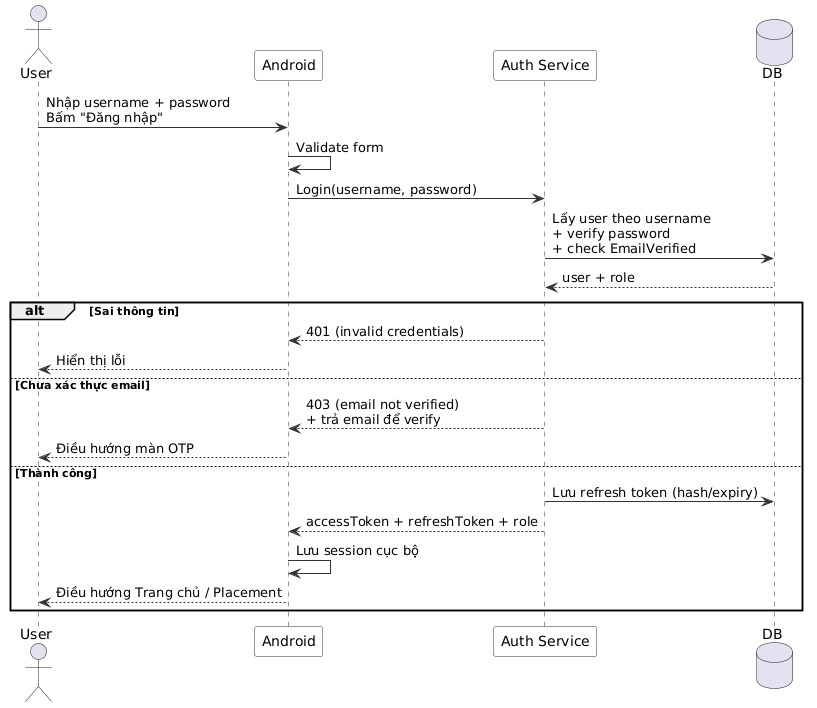 User
Android
Auth Service
DB
Nhập username + password
Bấm "Đăng nhập"
Validate form
Login(username, password)
Lấy user theo username
+ verify password
+ check EmailVerified
user + role
alt [Sai thông tin]
401 (invalid credentials)
Hiển thị lỗi
[Chưa xác thực email]
403 (email not verified)
+ trả email để verify
Điều hướng màn OTP
[Thành công]
Lưu refresh token (hash/expiry)
accessToken + refreshToken + role
Lưu session cục bộ
Điều hướng Trang chủ / Placement
User
Android
Auth Service
DB